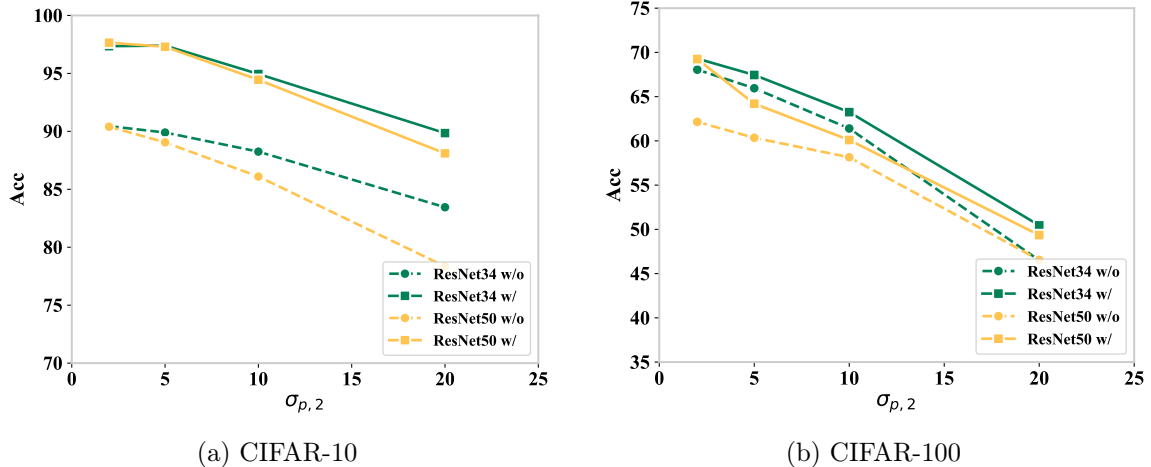 100
95
90
85
80
75
70
Acc
0 5 10 15 20 25
σp, 2
ResNet34 w/o
ResNet34 w/
ResNet50 w/o
ResNet50 w/
(a) CIFAR-10
75
70
65
60
55
50
45
40
35
Acc
0 5 10 15 20 25
σp, 2
ResNet34 w/o
ResNet34 w/
ResNet50 w/o
ResNet50 w/
(b) CIFAR-100